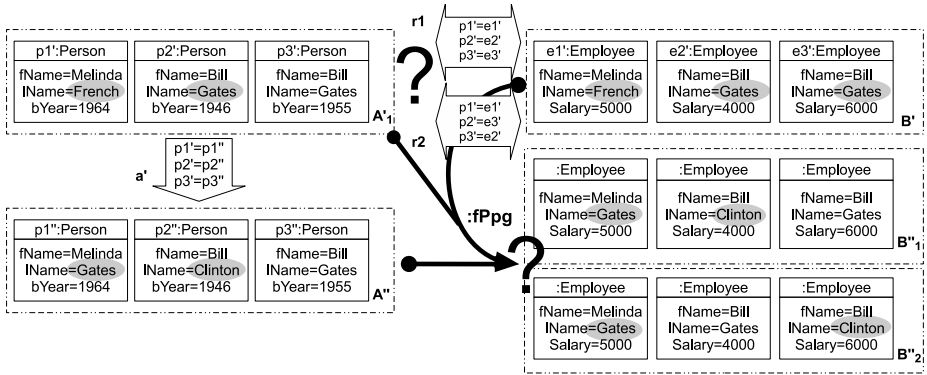 r1
p1'=e1'
p2'=e2'
p3'=e3'
p1':Person
fName=Melinda
lName=French
bYear=1964
p2':Person
fName=Bill
lName=Gates
bYear=1946
p3':Person
fName=Bill
lName=Gates
bYear=1955
A'1
?
e1':Employee
fName=Melinda
lName=French
Salary=5000
e2':Employee
fName=Bill
lName=Gates
Salary=4000
e3':Employee
fName=Bill
lName=Gates
Salary=6000
B'
p1'=e1'
p2'=e3'
p3'=e2'
r2
a'
p1'=p1"
p2'=p2"
p3'=p3"
:fPpg
:Employee
fName=Melinda
lName=Gates
Salary=5000
:Employee
fName=Bill
lName=Clinton
Salary=4000
:Employee
fName=Bill
lName=Gates
Salary=6000
B"1
p1":Person
fName=Melinda
lName=Gates
bYear=1964
p2":Person
fName=Bill
lName=Clinton
bYear=1946
p3":Person
fName=Bill
lName=Gates
bYear=1955
A"
?
:Employee
fName=Melinda
lName=Gates
Salary=5000
:Employee
fName=Bill
lName=Gates
Salary=4000
:Employee
fName=Bill
lName=Clinton
Salary=6000
B"2